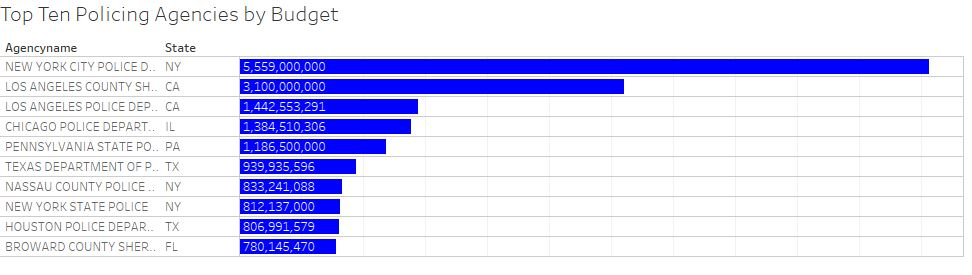 Top Ten Policing Agencies by Budget
Agencyname State
NEW YORK CITY POLICE D.. NY 5,559,000,000
LOS ANGELES COUNTY SH.. CA 3,100,000,000
LOS ANGELES POLICE DEP.. CA 1,442,553,291
CHICAGO POLICE DEPART.. IL 1,384,510,306
PENNSYLVANIA STATE PO.. PA 1,186,500,000
TEXAS DEPARTMENT OF P.. TX 939,935,596
NASSAU COUNTY POLICE .. NY 833,241,088
NEW YORK STATE POLICE NY 812,137,000
HOUSTON POLICE DEPAR.. TX 806,991,579
BROWARD COUNTY SHER.. FL 780,145,470